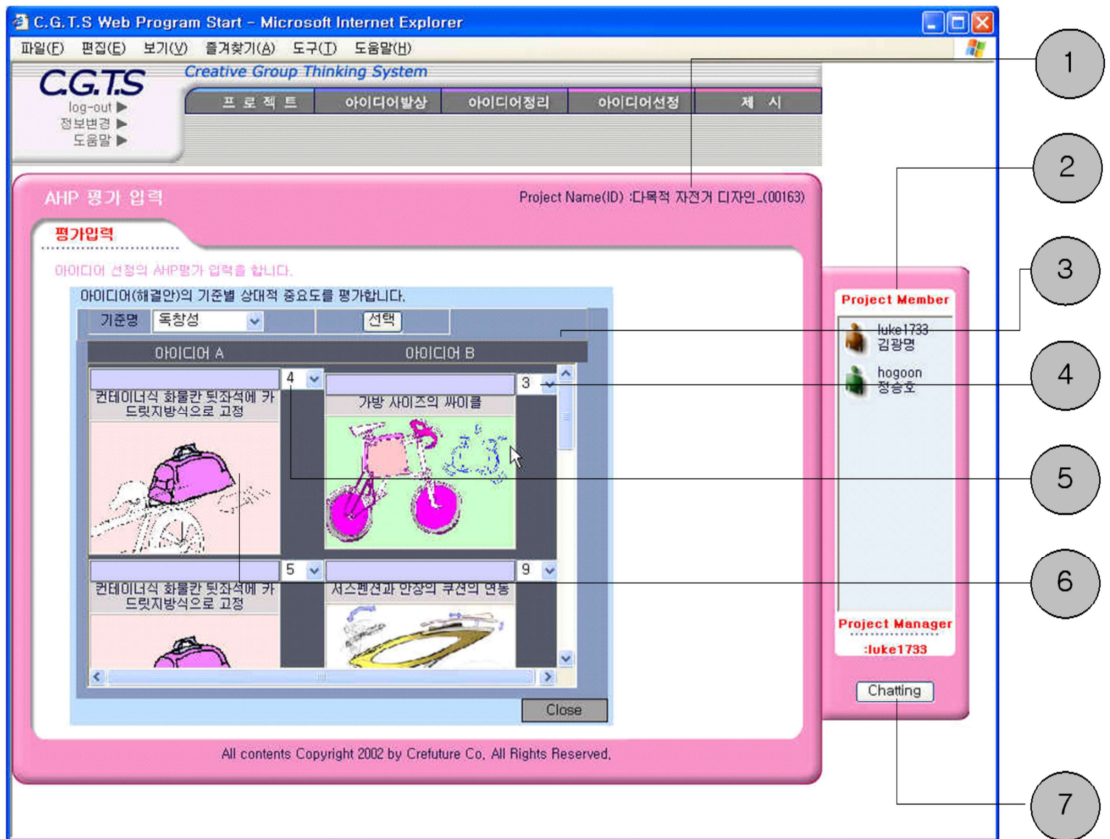 C.G.T.S Web Program Start - Microsoft Internet Explorer
파일(F) 편집(E) 보기(V) 즐겨찾기(A) 도구(T) 도움말(H)
C.G.T.S
Creative Group Thinking System
log-out ▶
정보변경 ▶
도움말 ▶
프 로 젝 트 아이디어발상 아이디어정리 아이디어선정 제 시
AHP 평가 입력
Project Name(ID) :다목적 자전거 디자인_(00163)
평가입력
아이디어 선정의 AHP평가 입력을 합니다.
아이디어(해결안)의 기준별 상대적 중요도를 평가합니다.
기준명 독창성 선택
아이디어 A 아이디어 B
4 3
컨테이너식 화물칸 뒷좌석에 카
드릿지방식으로 고정
가방 사이즈의 싸이클
5 9
컨테이너식 화물칸 뒷좌석에 카
드릿지방식으로 고정
서스펜션과 안장의 쿠션의 연동
Close
All contents Copyright 2002 by Crefuture Co, All Rights Reserved,
Project Member
luke1733
김광명
hogoon
정승호
Project Manager
:luke1733
Chatting
1
2
3
4
5
6
7